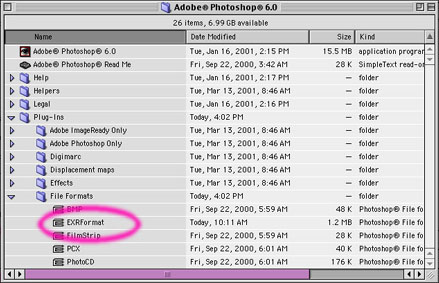 Adobe® Photoshop® 6.0
26 items, 6.99 GB available
Name Date Modified Size Kind
Adobe® Photoshop® 6.0 Tue, Jan 16, 2001, 2:15 PM 15.5 MB application program
Adobe® Photoshop® Read Me Fri, Sep 22, 2000, 3:42 AM 28 K SimpleText read-o
Help Tue, Mar 13, 2001, 8:46 AM — folder
Helpers Tue, Mar 13, 2001, 8:46 AM — folder
Legal Tue, Jan 16, 2001, 2:16 PM — folder
Plug-Ins Today, 4:02 PM — folder
Adobe ImageReady Only Tue, Mar 13, 2001, 8:46 AM — folder
Adobe Photoshop Only Tue, Mar 13, 2001, 8:46 AM — folder
Digimarc Tue, Mar 13, 2001, 8:46 AM — folder
Displacement maps Tue, Mar 13, 2001, 8:46 AM — folder
Effects Tue, Mar 13, 2001, 8:46 AM — folder
File Formats Today, 4:02 PM — folder
BMP Fri, Sep 22, 2000, 5:59 AM 48 K Photoshop® File fo
EXRFormat Today, 10:11 AM 1.2 MB Photoshop® File fo
FilmStrip Fri, Sep 22, 2000, 5:59 AM 28 K Photoshop® File fo
PCX Fri, Sep 22, 2000, 6:01 AM 40 K Photoshop® File fo
PhotoCD Fri, Sep 22, 2000, 6:01 AM 176 K Photoshop® File fo